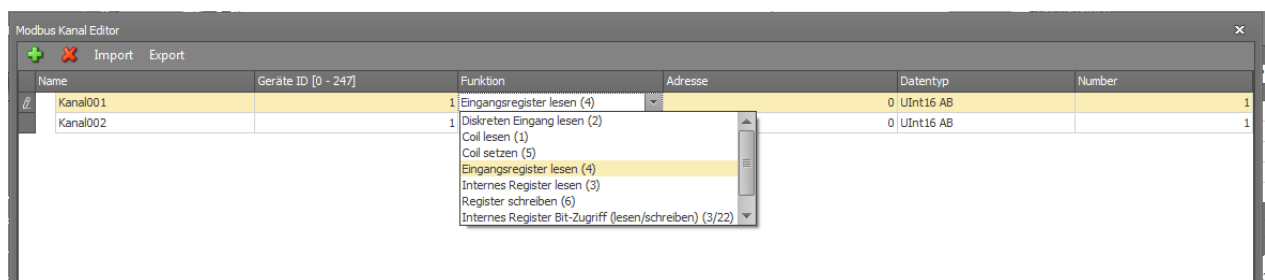 Modbus Kanal Editor x
Import Export
Name Geräte ID [0 - 247] Funktion Adresse Datentyp Number
Kanal001 1 Eingangsregister lesen (4) 0 UInt16 AB 1
Kanal002 1 0 UInt16 AB 1
Diskreten Eingang lesen (2)
Coil lesen (1)
Coil setzen (5)
Eingangsregister lesen (4)
Internes Register lesen (3)
Register schreiben (6)
Internes Register Bit-Zugriff (lesen/schreiben) (3/22)